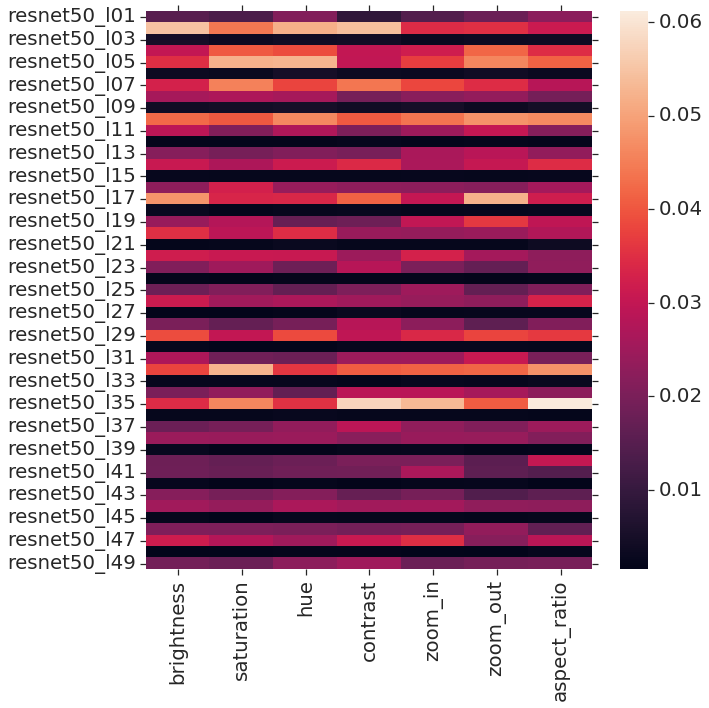 resnet50_l01
resnet50_l03
resnet50_l05
resnet50_l07
resnet50_l09
resnet50_l11
resnet50_l13
resnet50_l15
resnet50_l17
resnet50_l19
resnet50_l21
resnet50_l23
resnet50_l25
resnet50_l27
resnet50_l29
resnet50_l31
resnet50_l33
resnet50_l35
resnet50_l37
resnet50_l39
resnet50_l41
resnet50_l43
resnet50_l45
resnet50_l47
resnet50_l49
brightness
saturation
hue
contrast
zoom_in
zoom_out
aspect_ratio
0.06
0.05
0.04
0.03
0.02
0.01